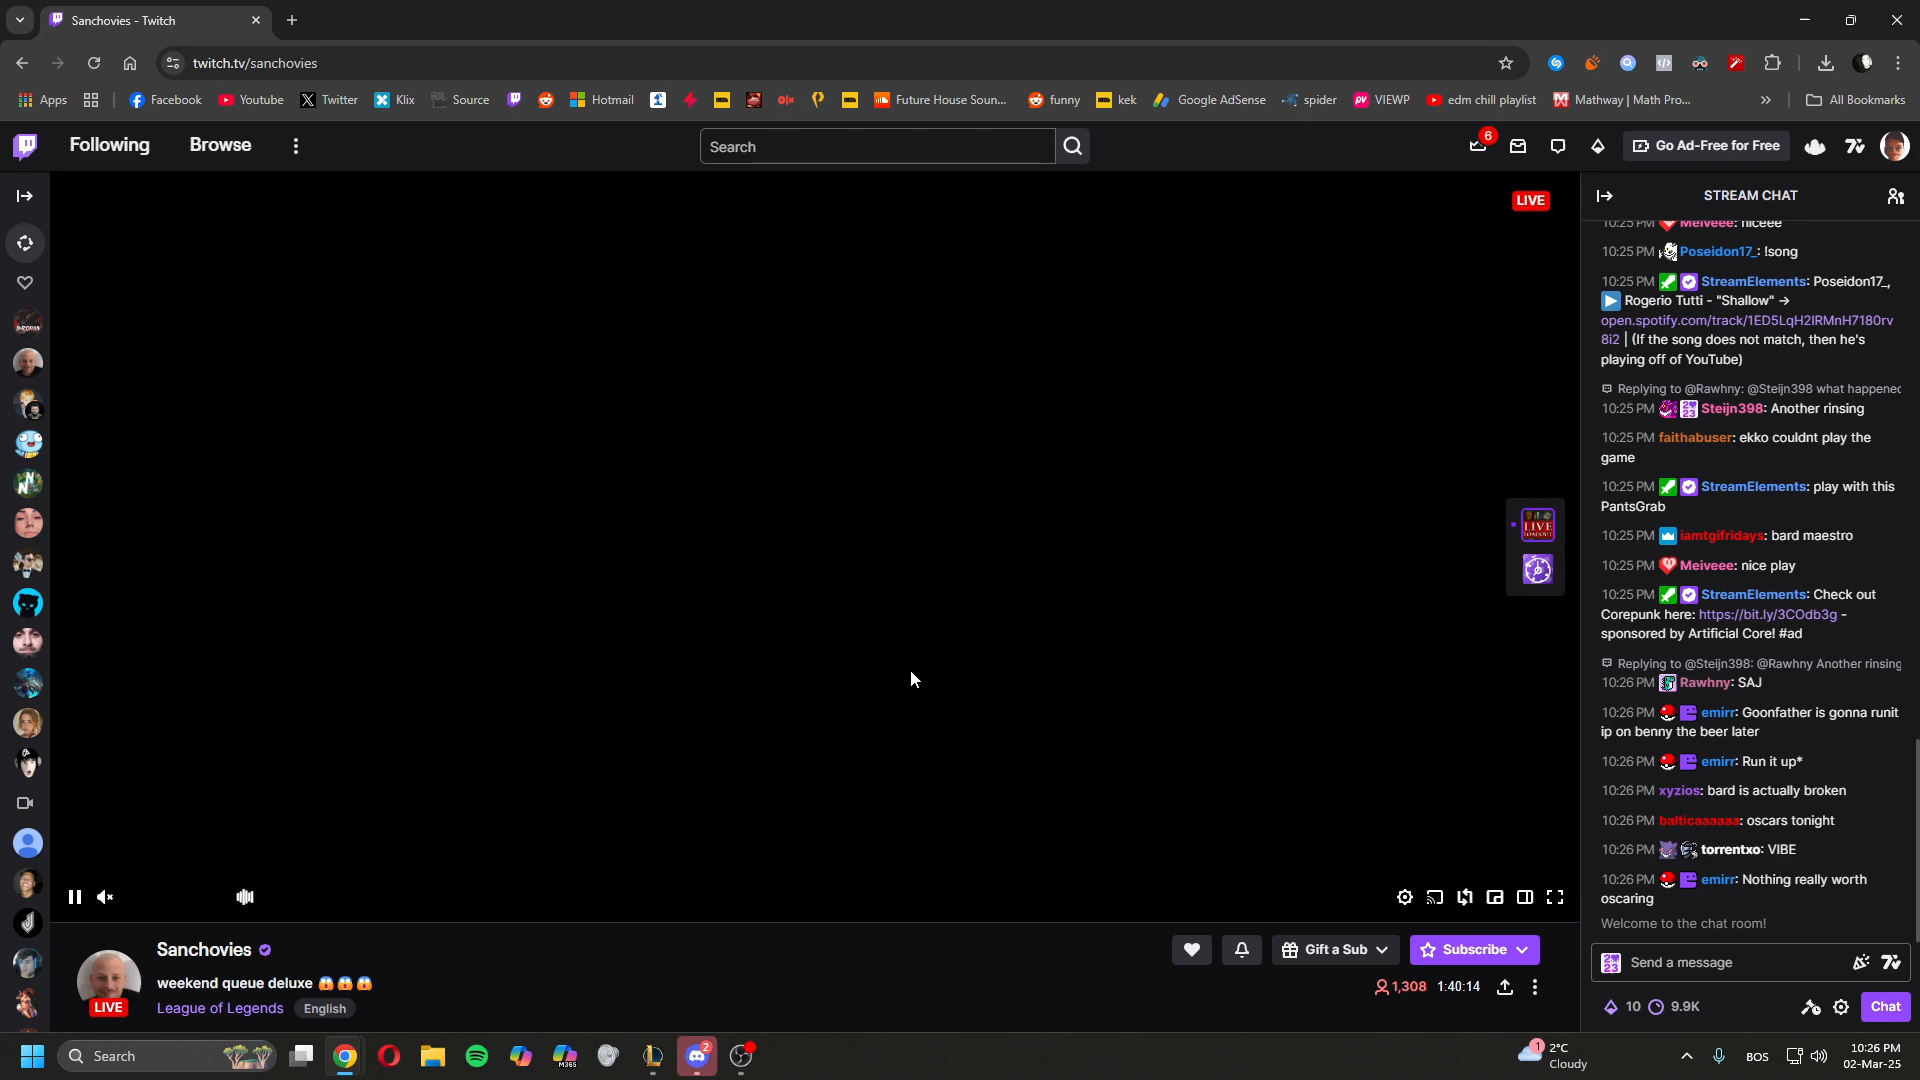 Sanchovies - Twitch
twitch.tv/sanchovies
Apps
Facebook
Youtube
Twitter
Klix
Source
Hotmail
Future House Soun...
funny
kek
Google AdSense
spider
VIEWP
edm chill playlist
Mathway | Math Pro...
All Bookmarks
Following
Browse
Search
6
Go Ad-Free for Free
LIVE
STREAM CHAT
10:25 PM Meiveee: niceee
10:25 PM Poseidon17_: !song
10:25 PM StreamElements: Poseidon17_,
Rogerio Tutti - "Shallow" →
open.spotify.com/track/1ED5LqH2IRMnH7180rv
8i2 | (If the song does not match, then he's
playing off of YouTube)
Replying to @Rawhny: @Steijn398 what happened
10:25 PM Steijn398: Another rinsing
10:25 PM faithabuser: ekko couldnt play the
game
10:25 PM StreamElements: play with this
PantsGrab
10:25 PM iamtgifridays: bard maestro
10:25 PM Meiveee: nice play
10:25 PM StreamElements: Check out
Corepunk here: https://bit.ly/3COdb3g -
sponsored by Artificial Core! #ad
Replying to @Steijn398: @Rawhny Another rinsing
10:26 PM Rawhny: SAJ
10:26 PM emirr: Goonfather is gonna runit
ip on benny the beer later
10:26 PM emirr: Run it up*
10:26 PM xyzios: bard is actually broken
10:26 PM balticaaaaaa: oscars tonight
10:26 PM torrentxo: VIBE
10:26 PM emirr: Nothing really worth
oscaring
Welcome to the chat room!
Send a message
10 9.9K
Chat
LIVE
LOADOUT
Sanchovies
weekend queue deluxe 😱😱😱
League of Legends English
LIVE
Gift a Sub
Subscribe
1,308 1:40:14
Search
2
1
2°C
Cloudy
BOS
10:26 PM
02-Mar-25